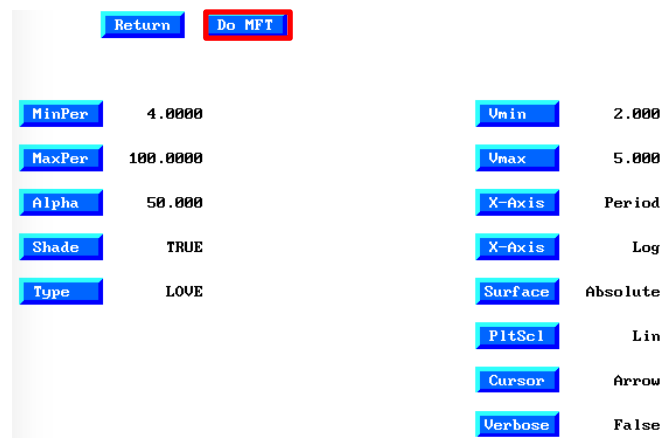 Return Do MFT
MinPer 4.0000 Vmin 2.000
MaxPer 100.0000 Vmax 5.000
Alpha 50.000 X-Axis Period
Shade TRUE X-Axis Log
Type LOVE Surface Absolute
PltScl Lin
Cursor Arrow
Verbose False